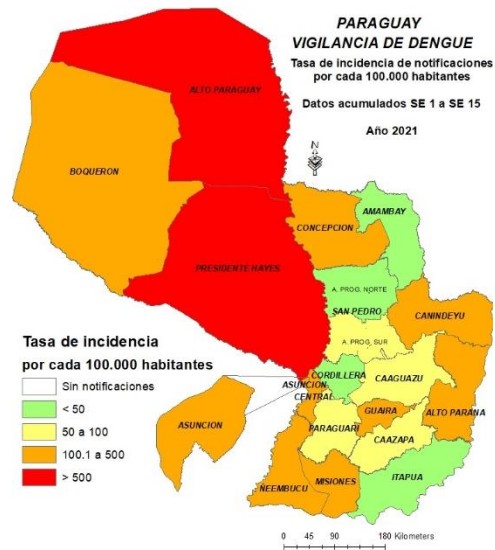 PARAGUAY
VIGILANCIA DE DENGUE
Tasa de incidencia de notificaciones
por cada 100.000 habitantes
Datos acumulados SE 1 a SE 15
Año 2021
N
ALTO PARAGUAY
BOQUERON
CONCEPCION
AMAMBAY
PRESIDENTE HAYES
A. PROG. NORTE
SAN PEDRO
CANINDEYU
A. PROG. SUR
Tasa de incidencia
por cada 100.000 habitantes
Sin notificaciones
< 50
50 a 100
100.1 a 500
> 500
CORDILLERA
ASUNCION
CENTRAL
CAAGUAZU
ASUNCION
GUAIRA
ALTO PARANA
PARAGUARI
CAAZAPA
ÑEEMBUCU
MISIONES
ITAPUA
0 45 90 180 Kilometers